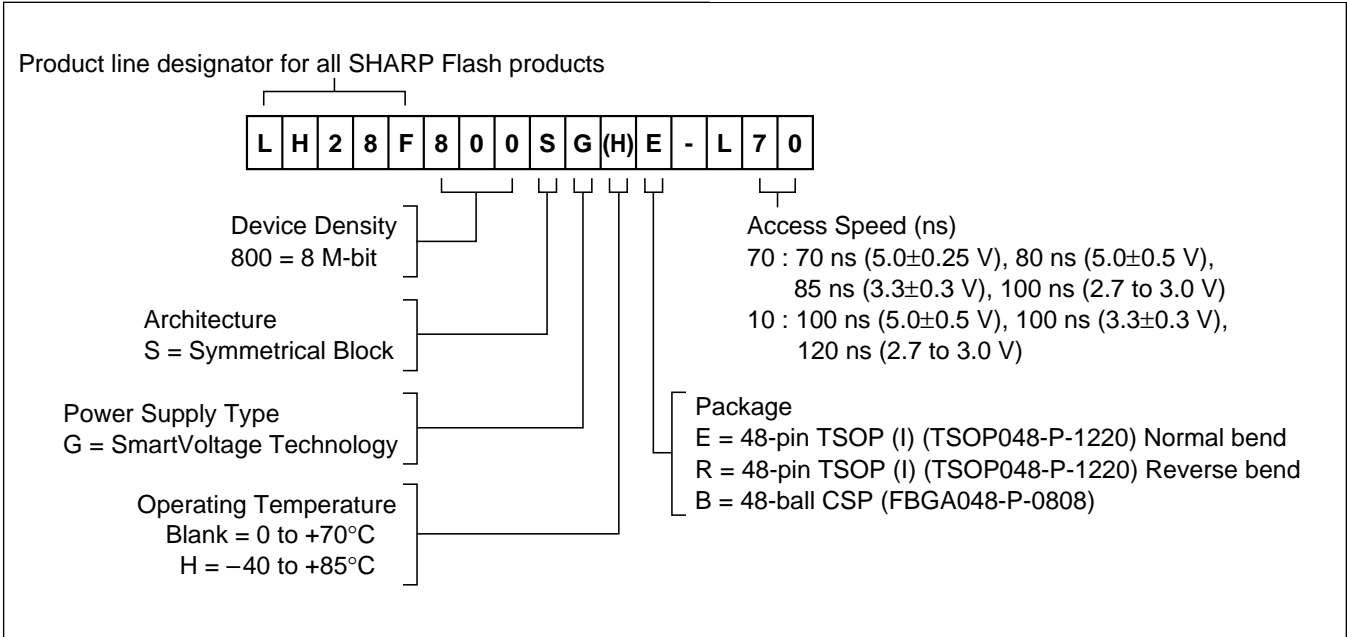 Product line designator for all SHARP Flash products
L H 2 8 F 8 0 0 S G (H) E - L 7 0
Device Density
800 = 8 M-bit
Architecture
S = Symmetrical Block
Power Supply Type
G = SmartVoltage Technology
Operating Temperature
Blank = 0 to +70°C
H = −40 to +85°C
Access Speed (ns)
70 : 70 ns (5.0±0.25 V), 80 ns (5.0±0.5 V),
85 ns (3.3±0.3 V), 100 ns (2.7 to 3.0 V)
10 : 100 ns (5.0±0.5 V), 100 ns (3.3±0.3 V),
120 ns (2.7 to 3.0 V)
Package
E = 48-pin TSOP (I) (TSOP048-P-1220) Normal bend
R = 48-pin TSOP (I) (TSOP048-P-1220) Reverse bend
B = 48-ball CSP (FBGA048-P-0808)